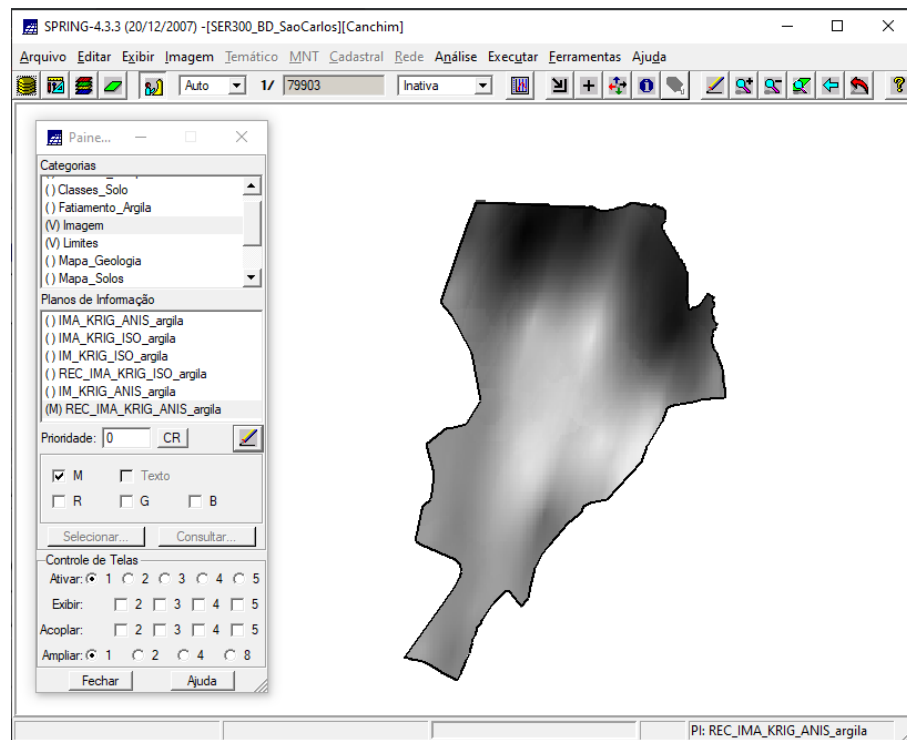 SPRING-4.3.3 (20/12/2007) -[SER300_BD_SaoCarlos][Canchim]
Arquivo Editar Exibir Imagem Temático MNT Cadastral Rede Análise Executar Ferramentas Ajuda
Auto 1/ 79903 Inativa
Paine...
Categorias
( ) Classes_Solo
( ) Fatiamento_Argila
(V) Imagem
(V) Limites
( ) Mapa_Geologia
( ) Mapa_Solos
Planos de Informação
( ) IMA_KRIG_ANIS_argila
( ) IMA_KRIG_ISO_argila
( ) IM_KRIG_ISO_argila
( ) REC_IMA_KRIG_ISO_argila
( ) IM_KRIG_ANIS_argila
(M) REC_IMA_KRIG_ANIS_argila
Prioridade: 0 CR
M Texto
R G B
Selecionar... Consultar...
Controle de Telas
Ativar: 1 2 3 4 5
Exibir: 2 3 4 5
Acoplar: 2 3 4 5
Ampliar: 1 2 4 8
Fechar Ajuda
PI: REC_IMA_KRIG_ANIS_argila